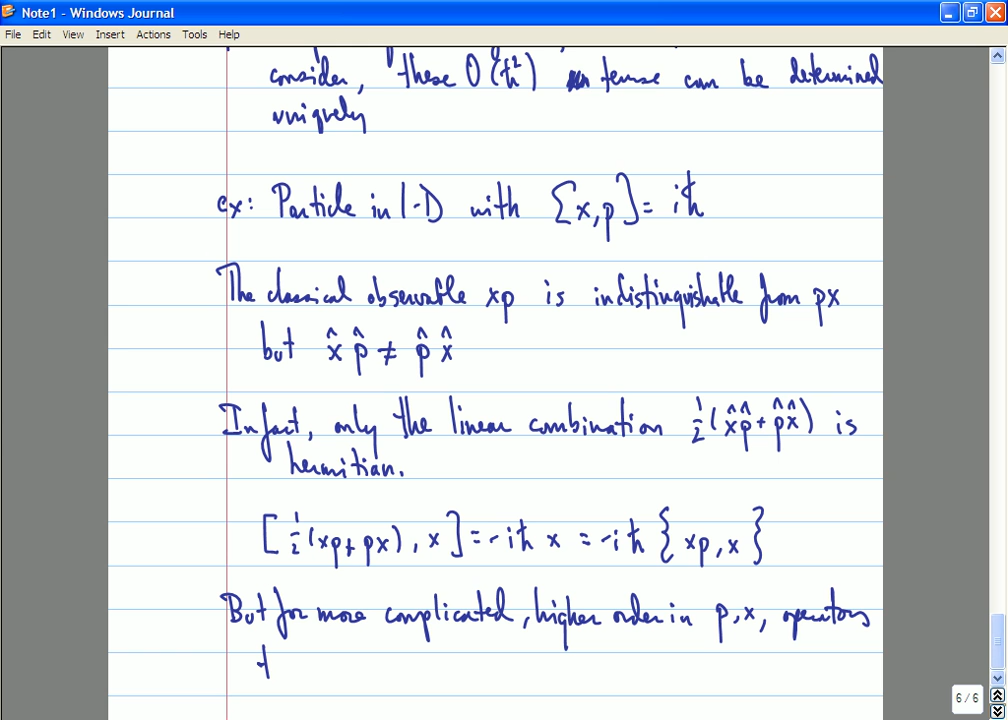 Note1 - Windows Journal
File Edit View Insert Actions Tools Help
consider, these O(ħ²) terms can be determined
uniquely
ex: Particle in 1-D with [x,p] = iħ
The classical observable xp is indistinguishable from px
but x̂ p̂ ≠ p̂ x̂
In fact, only the linear combination ½(x̂p̂+p̂x̂) is
hermitian.
[½(xp+px), x] = -iħ x = -iħ {xp, x}
But for more complicated, higher order in p,x, operators
6/6